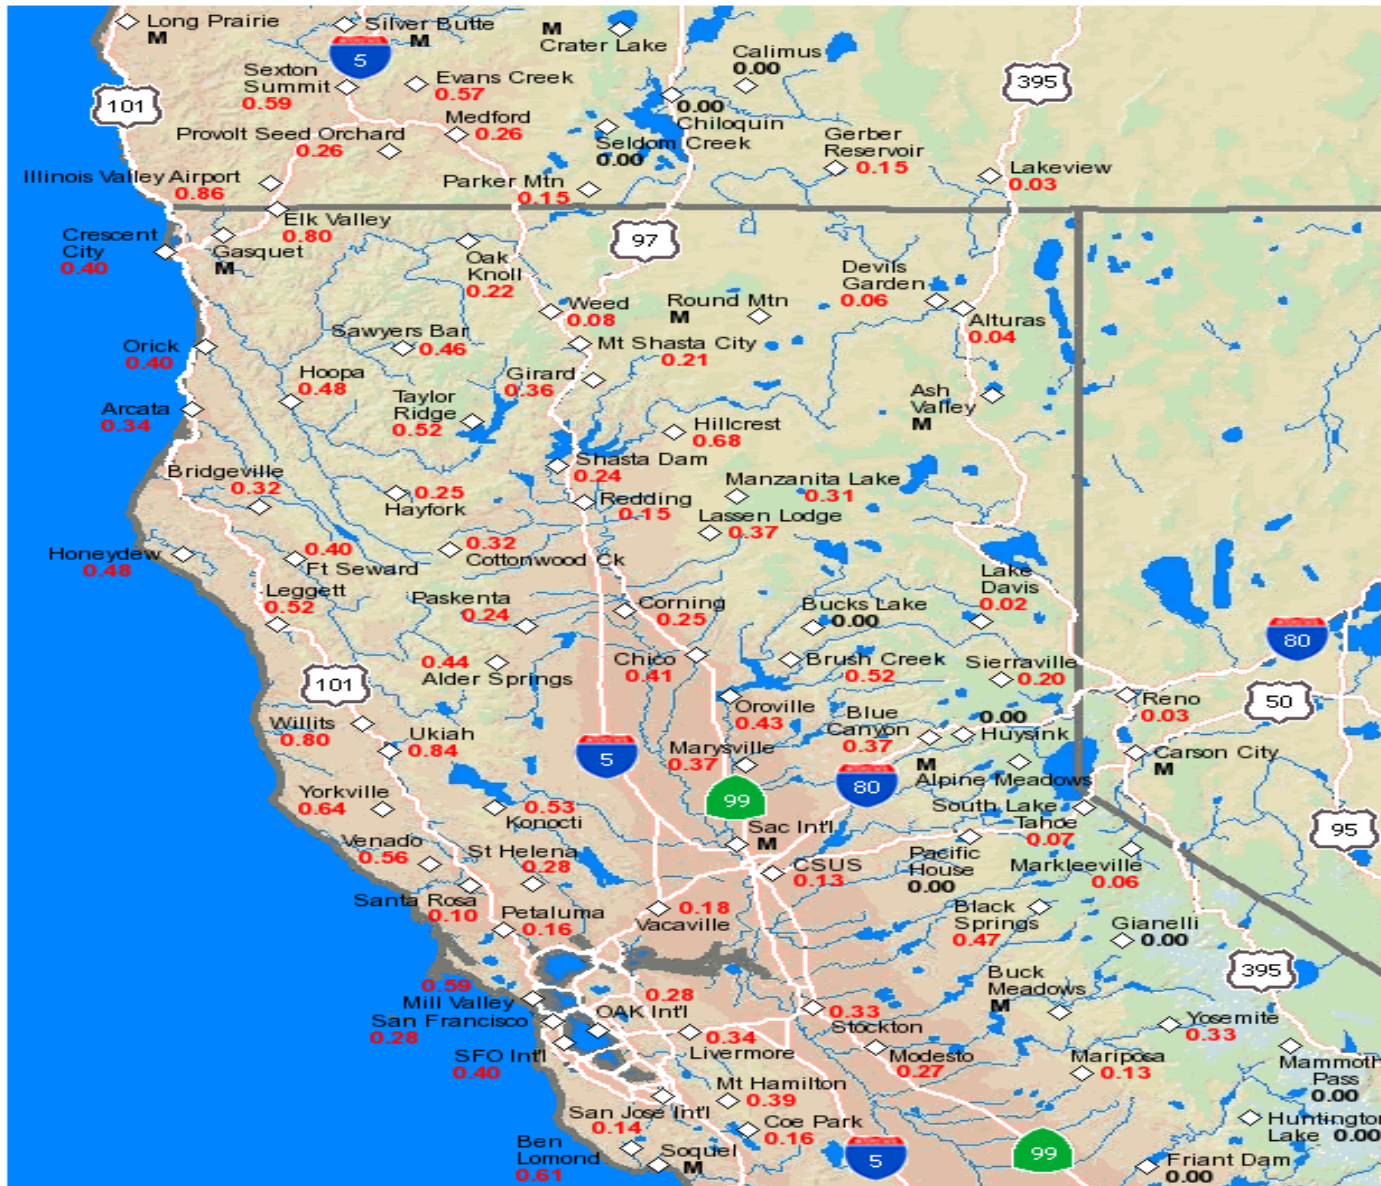 Long Prairie
M
Silver Butte
M
M
Crater Lake
Calimus
0.00
5
395
101
Sexton
Summit
0.59
Evans Creek
0.57
0.00
Chiloquin
Medford
0.26
Provolt Seed Orchard
0.26
Seldom Creek
0.00
Gerber
Reservoir
0.15
Lakeview
0.03
Illinois Valley Airport
0.86
Parker Mtn
0.15
Elk Valley
0.80
Crescent
City
0.40
Gasquet
M
97
Oak
Knoll
0.22
Devils
Garden
0.06
Weed
0.08
Round Mtn
M
Alturas
0.04
Sawyers Bar
0.46
Mt Shasta City
0.21
Orick
0.40
Hoopa
0.48
Girard
0.36
Taylor
Ridge
0.52
Ash
Valley
M
Arcata
0.34
Hillcrest
0.68
Bridgeville
0.32
Shasta Dam
0.24
0.25
Hayfork
Manzanita Lake
0.31
Redding
0.15
Lassen Lodge
0.37
Honeydew
0.48
0.40
Ft Seward
0.32
Cottonwood Ck
Leggett
0.52
Paskenta
0.24
Corning
0.25
Bucks Lake
0.00
Lake
Davis
0.02
80
0.44
Alder Springs
Chico
0.41
Brush Creek
0.52
Sierraville
0.20
101
Reno
0.03
50
Oroville
0.43
Blue
Canyon
0.37
0.00
Huysink
Willits
0.80
Ukiah
0.84
5
Marysville
0.37
80
M
Alpine Meadows
Carson City
M
Yorkville
0.64
0.53
Konocti
99
South Lake
Tahoe
0.07
95
Venado
0.56
St Helena
0.28
Sac Int'l
M
CSUS
0.13
Pacific
House
0.00
Markleeville
0.06
Santa Rosa
0.10
Petaluma
0.16
0.18
Vacaville
Black
Springs
0.47
Gianelli
0.00
395
0.59
Mill Valley
San Francisco
0.28
0.28
OAK Int'l
Buck
Meadows
M
0.33
Stockton
Yosemite
0.33
SFO Int'l
0.40
0.34
Livermore
Modesto
0.27
Mariposa
0.13
Mammoth
Pass
0.00
Mt Hamilton
0.39
San Jose Int'l
0.14
Coe Park
0.16
Huntington
Lake 0.00
Ben
Lomond
0.61
Soquel
M
5
99
Friant Dam
0.00